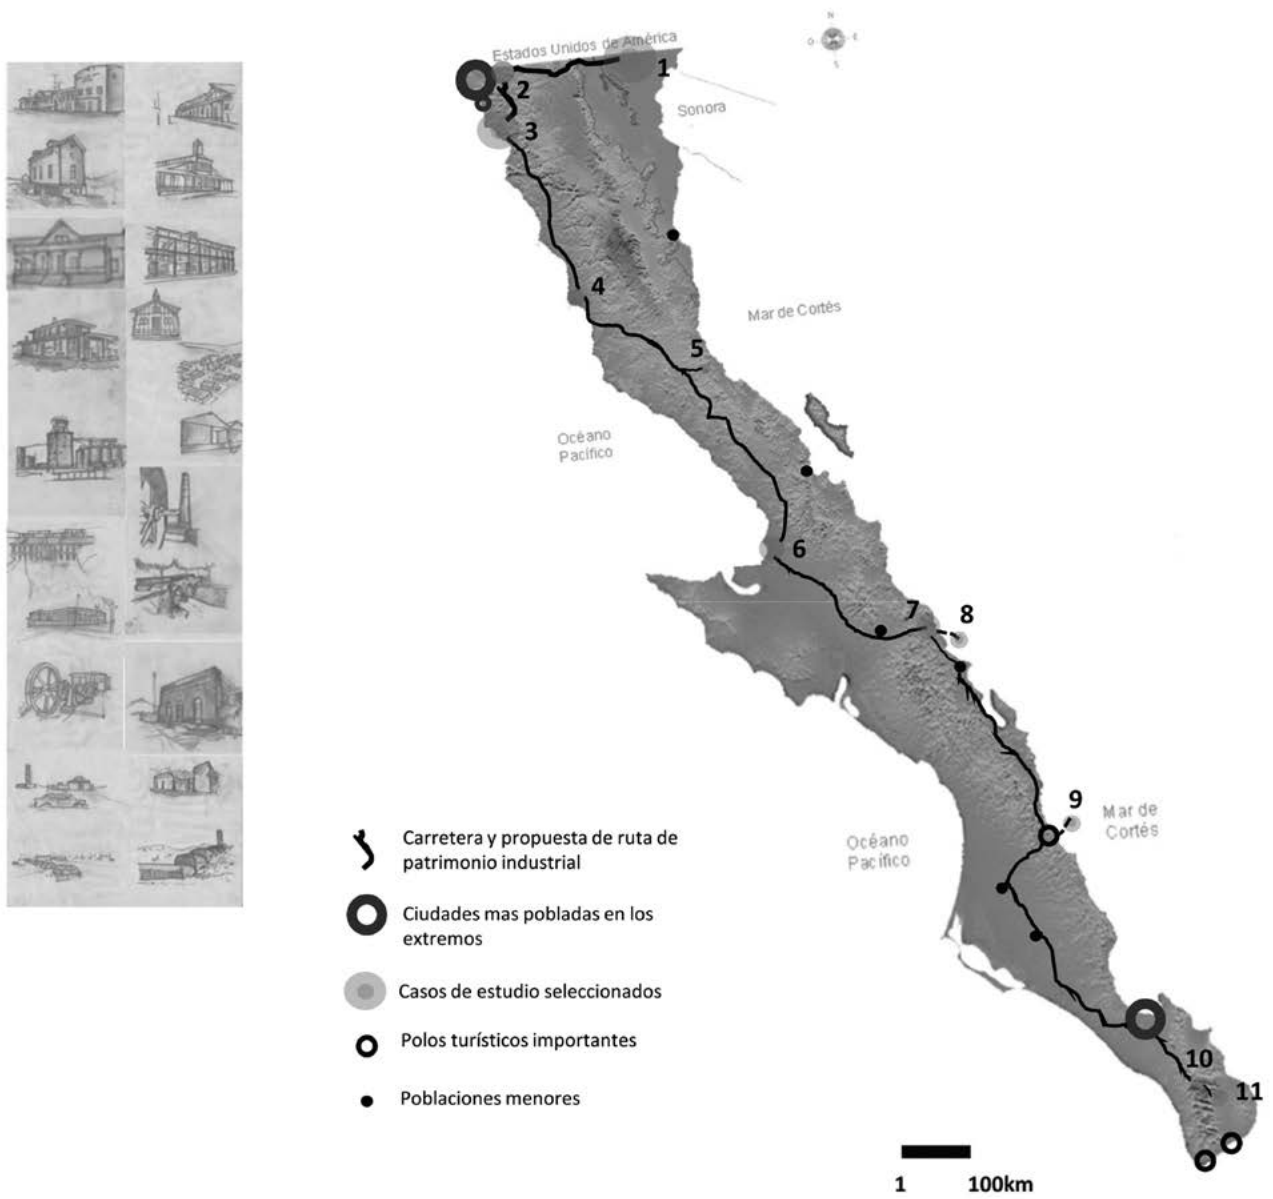 N
O
E
S
Estados Unidos de América
1
2
Sonora
3
4
Mar de Cortés
5
Océano
Pacífico
6
7
8
9
Mar de
Cortés
Océano
Pacífico
Carretera y propuesta de ruta de
patrimonio industrial
Ciudades mas pobladas en los
extremos
Casos de estudio seleccionados
Polos turísticos importantes
Poblaciones menores
10
11
1 100km